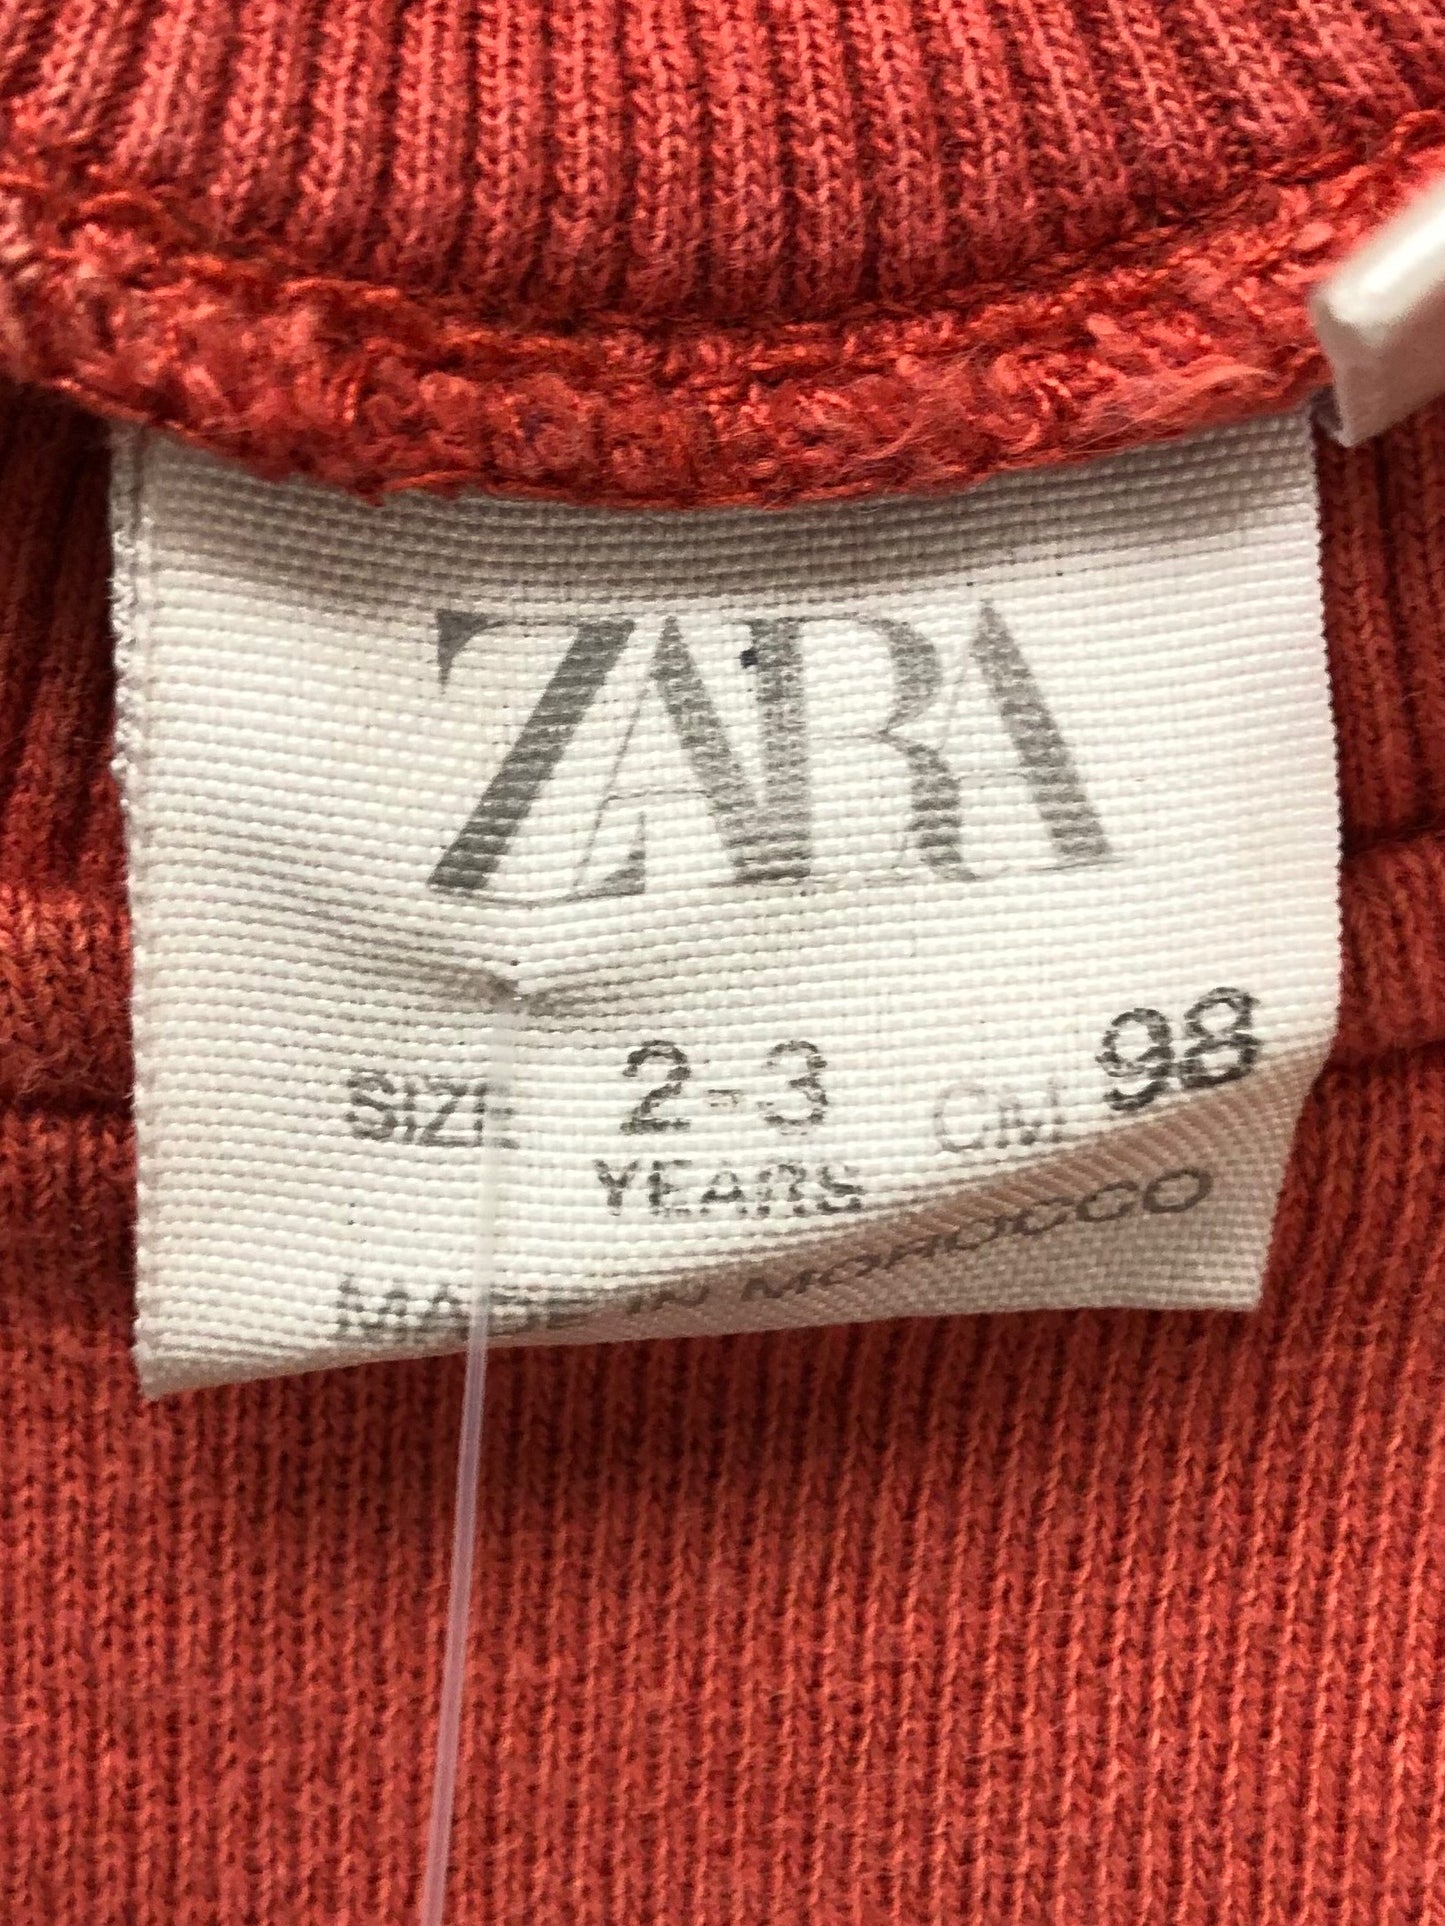 ZARA
SIZE 2-3 CM 98
YEARS
MADE IN MOROCCO